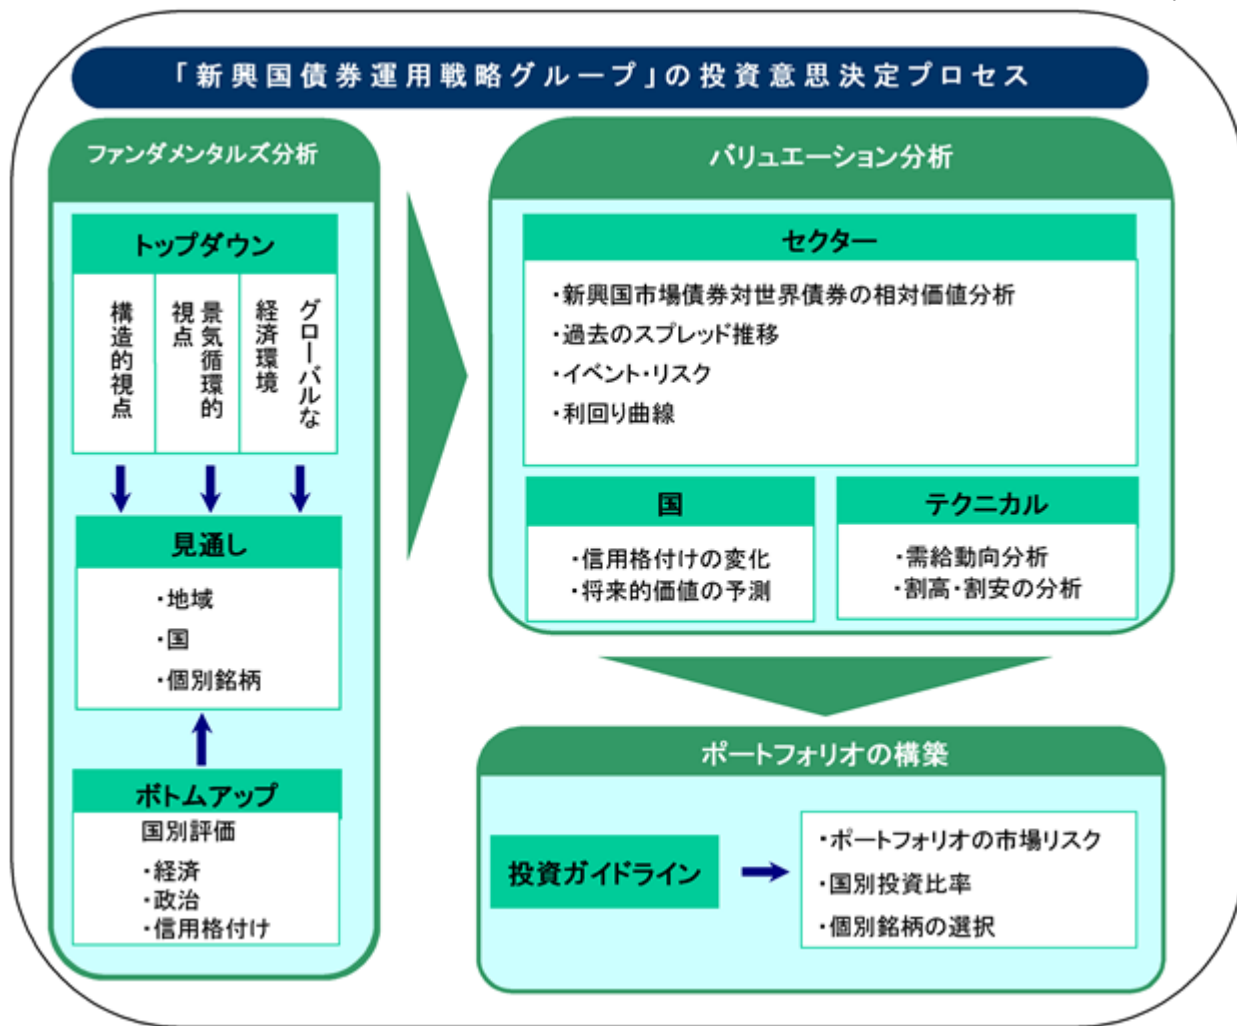 「新興国債券運用戦略グループ」の投資意思決定プロセス
ファンダメンタルズ分析
トップダウン
構造的視点
景気循環的
視点
グローバルな
経済環境
見通し
・地域
・国
・個別銘柄
ボトムアップ
国別評価
・経済
・政治
・信用格付け
バリュエーション分析
セクター
・新興国市場債券対世界債券の相対価値分析
・過去のスプレッド推移
・イベント・リスク
・利回り曲線
国
・信用格付けの変化
・将来的価値の予測
テクニカル
・需給動向分析
・割高・割安の分析
ポートフォリオの構築
投資ガイドライン
・ポートフォリオの市場リスク
・国別投資比率
・個別銘柄の選択